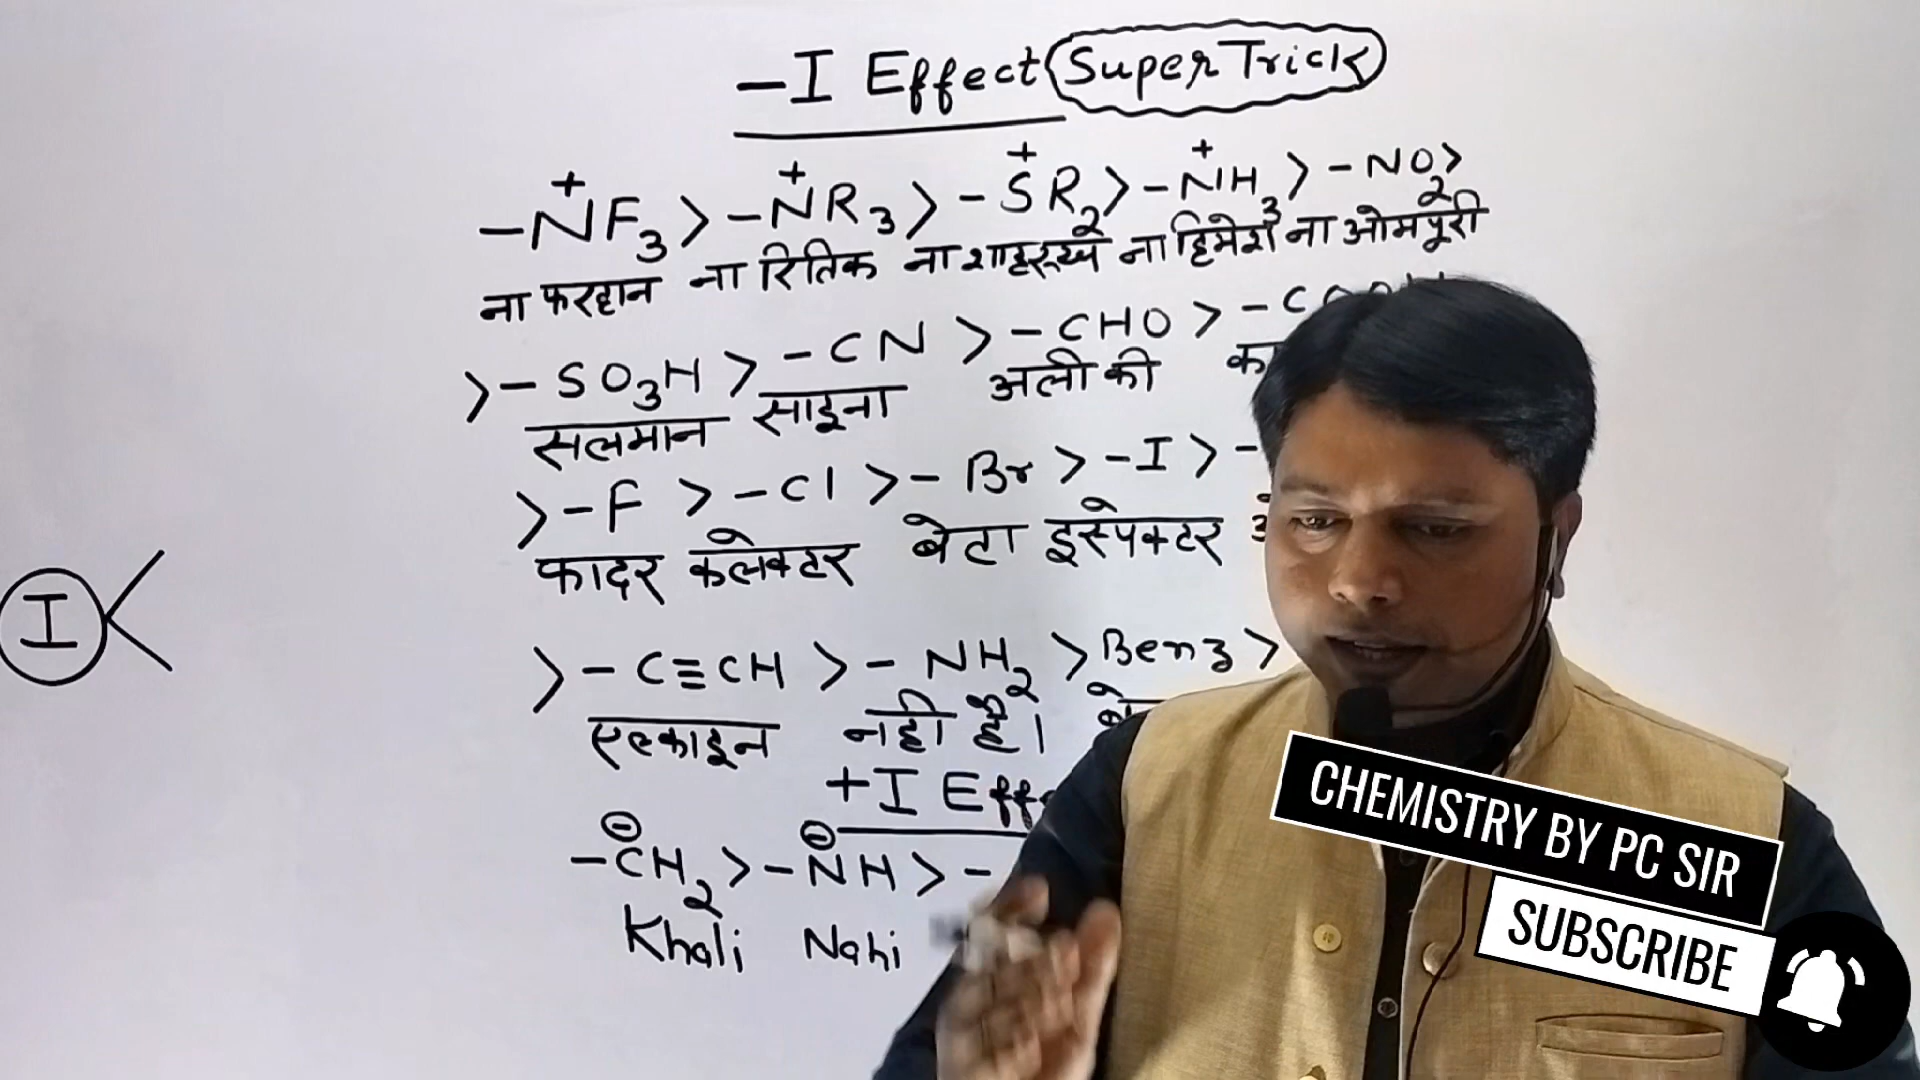 –I Effect Super Trick
–N⁺F₃ > –N⁺R₃ > –S⁺R₂ > –N⁺H₃ > –NO₂ >
ना फरहान ना रितिक ना शाहरूख ना हिमेश ना ओमपूरी
> –SO₃H > –CN > –CHO >
सलमान साइना अली की
> –F > –Cl > –Br > –I > –
फादर कलेक्टर बेटा इंस्पेक्टर
I
> –C≡CH > –NH₂ > Benz >
एल्काइन नही है।
+I
–C⊖H₂ > –N⊖H > –
Khali Nahi
CHEMISTRY BY PC SIR
SUBSCRIBE